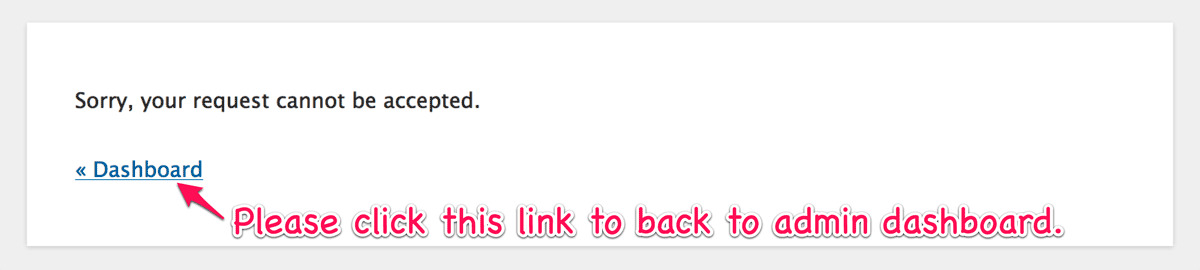 Sorry, your request cannot be accepted.
« Dashboard
Please click this link to back to admin dashboard.